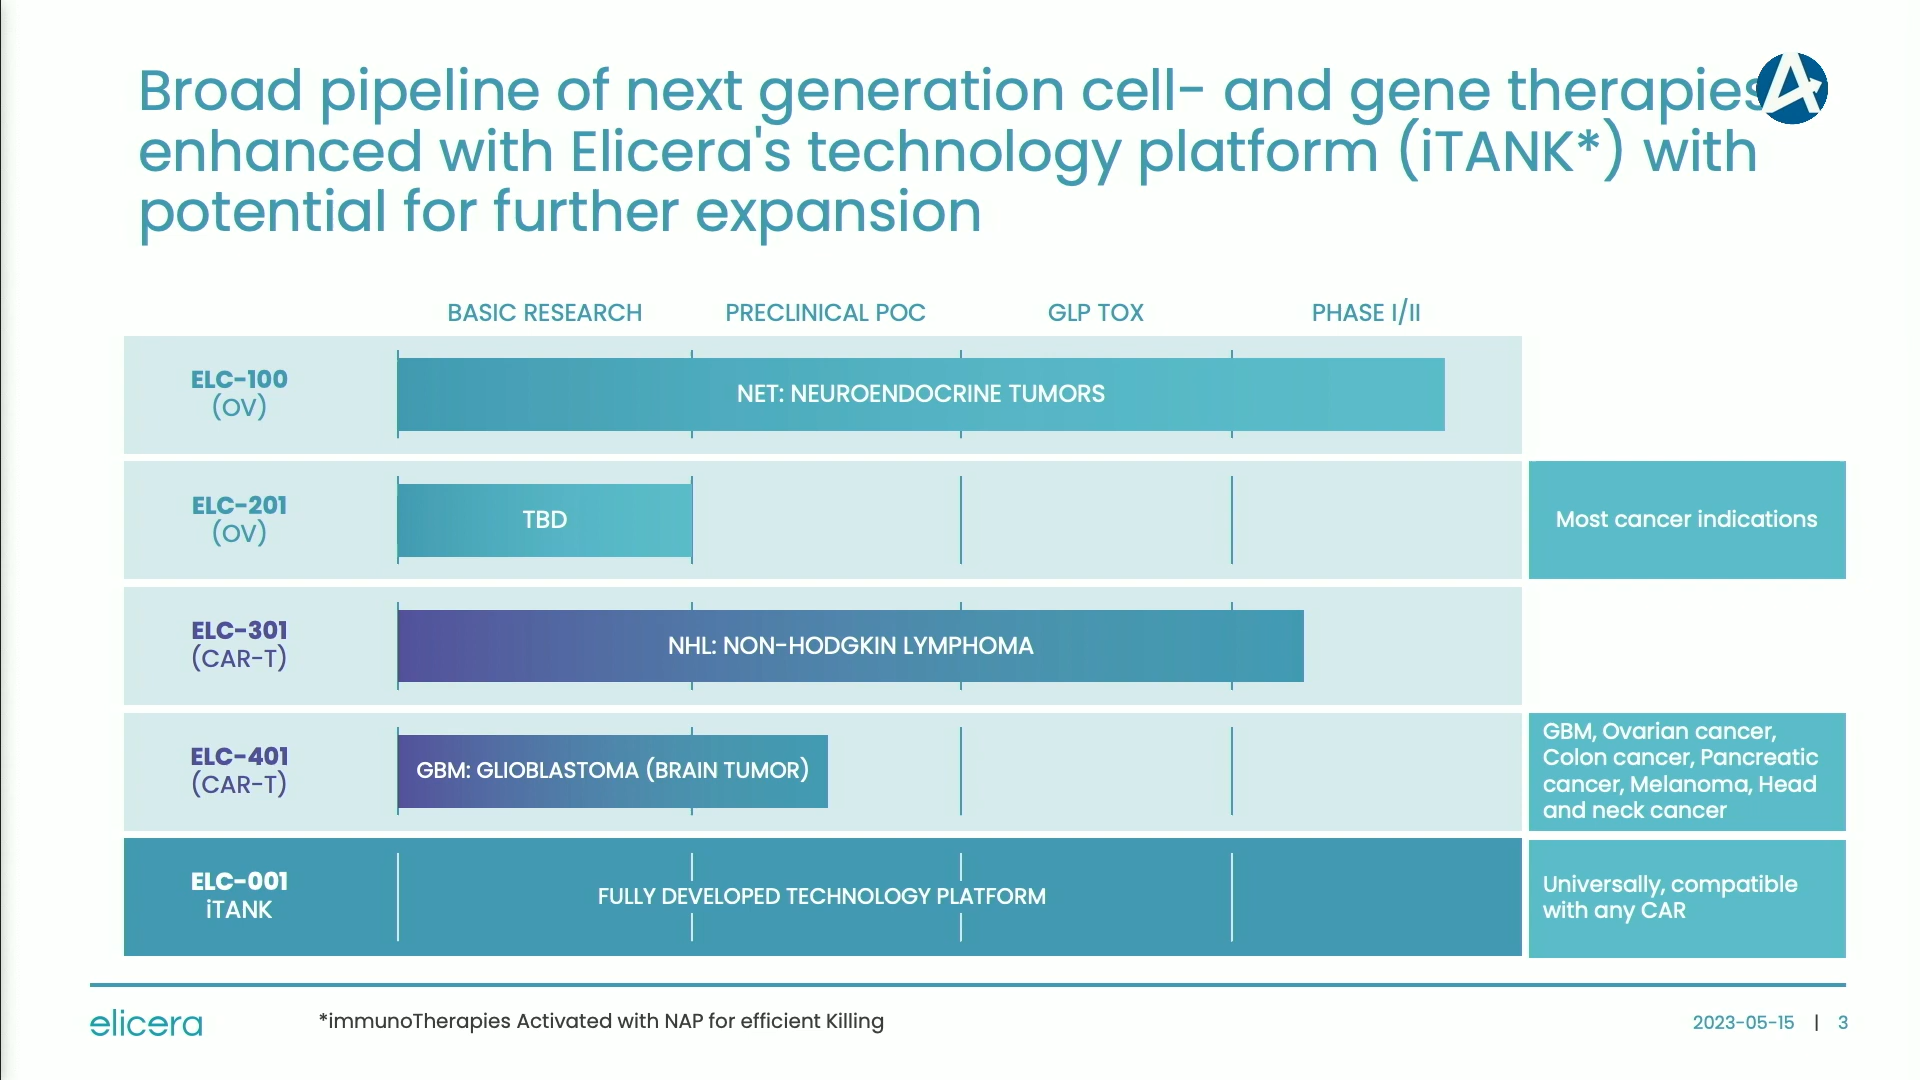 Broad pipeline of next generation cell- and gene therapies
enhanced with Elicera's technology platform (iTANK*) with
potential for further expansion
BASIC RESEARCH PRECLINICAL POC GLP TOX PHASE I/II
ELC-100
(OV)
NET: NEUROENDOCRINE TUMORS
ELC-201
(OV)
TBD
Most cancer indications
ELC-301
(CAR-T)
NHL: NON-HODGKIN LYMPHOMA
ELC-401
(CAR-T)
GBM: GLIOBLASTOMA (BRAIN TUMOR)
GBM, Ovarian cancer,
Colon cancer, Pancreatic
cancer, Melanoma, Head
and neck cancer
ELC-001
iTANK
FULLY DEVELOPED TECHNOLOGY PLATFORM
Universally, compatible
with any CAR
elicera
*immunoTherapies Activated with NAP for efficient Killing
2023-05-15 | 3